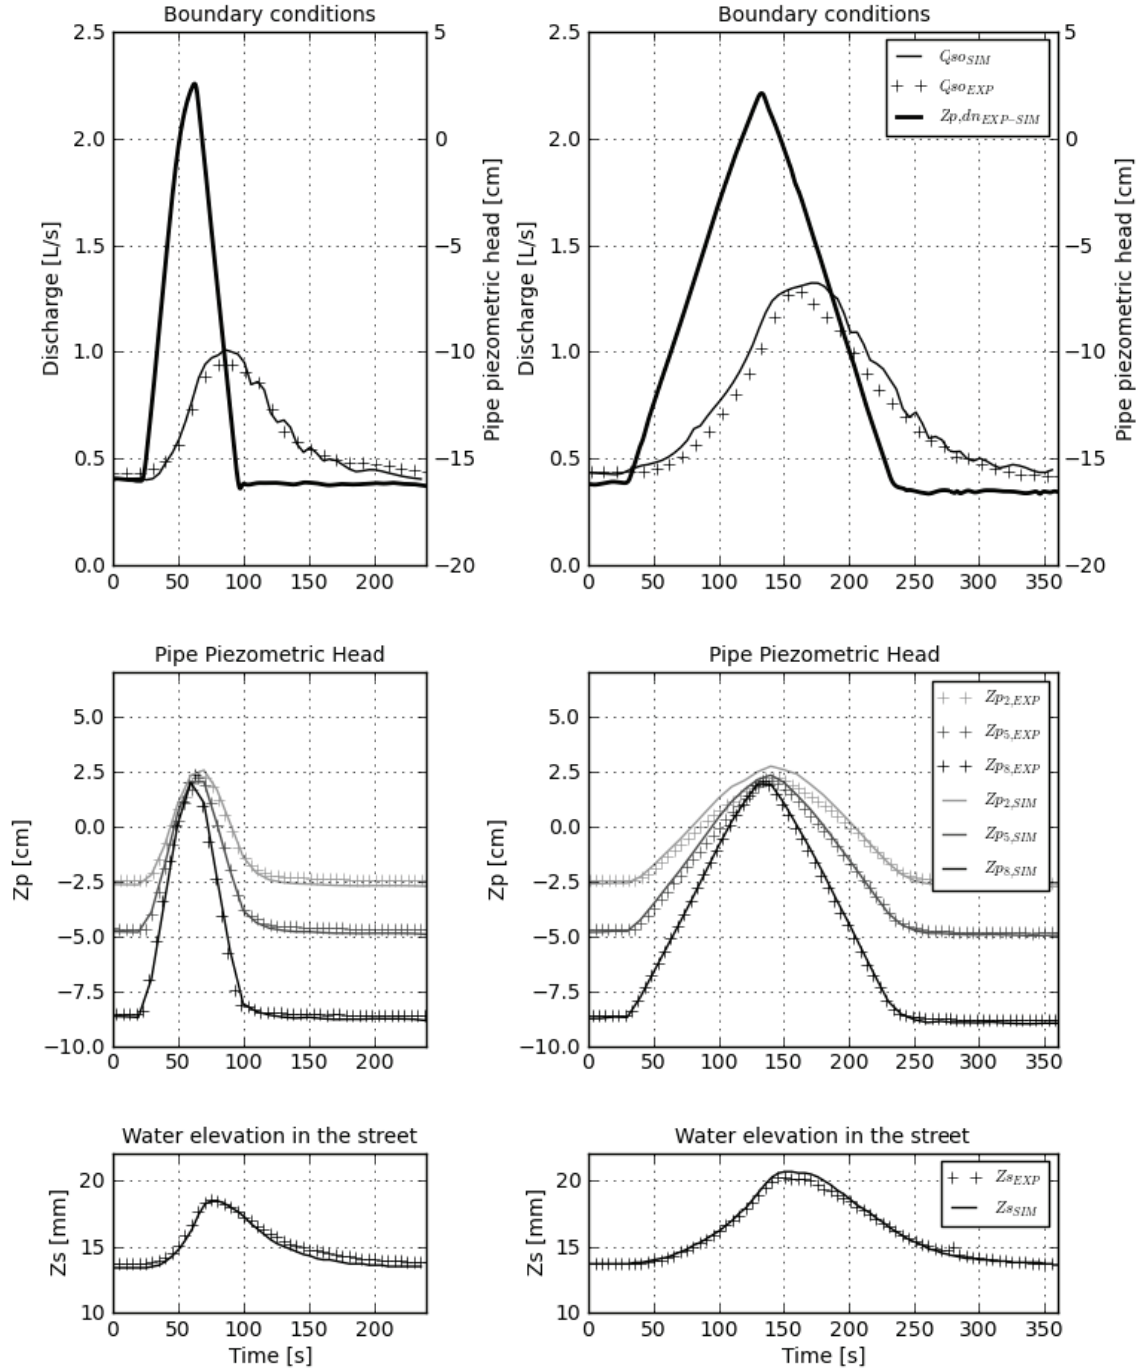 Boundary conditions
Boundary conditions
2.5
2.0
1.5
1.0
0.5
0.0
Discharge [L/s]
5
0
−5
−10
−15
−20
Pipe piezometric head [cm]
0 50 100 150 200
2.5
2.0
1.5
1.0
0.5
0.0
Discharge [L/s]
QsoSIM
QsoEXP
Zp,dnEXP−SIM
5
0
−5
−10
−15
−20
Pipe piezometric head [cm]
0 50 100 150 200 250 300 350
Pipe Piezometric Head
Pipe Piezometric Head
5.0
2.5
0.0
−2.5
−5.0
−7.5
−10.0
Zp [cm]
0 50 100 150 200
5.0
2.5
0.0
−2.5
−5.0
−7.5
−10.0
Zp [cm]
Zp2,EXP
Zp5,EXP
Zp8,EXP
Zp2,SIM
Zp5,SIM
Zp8,SIM
0 50 100 150 200 250 300 350
Water elevation in the street
Water elevation in the street
20
15
10
Zs [mm]
0 50 100 150 200
Time [s]
20
15
10
Zs [mm]
ZsEXP
ZsSIM
0 50 100 150 200 250 300 350
Time [s]